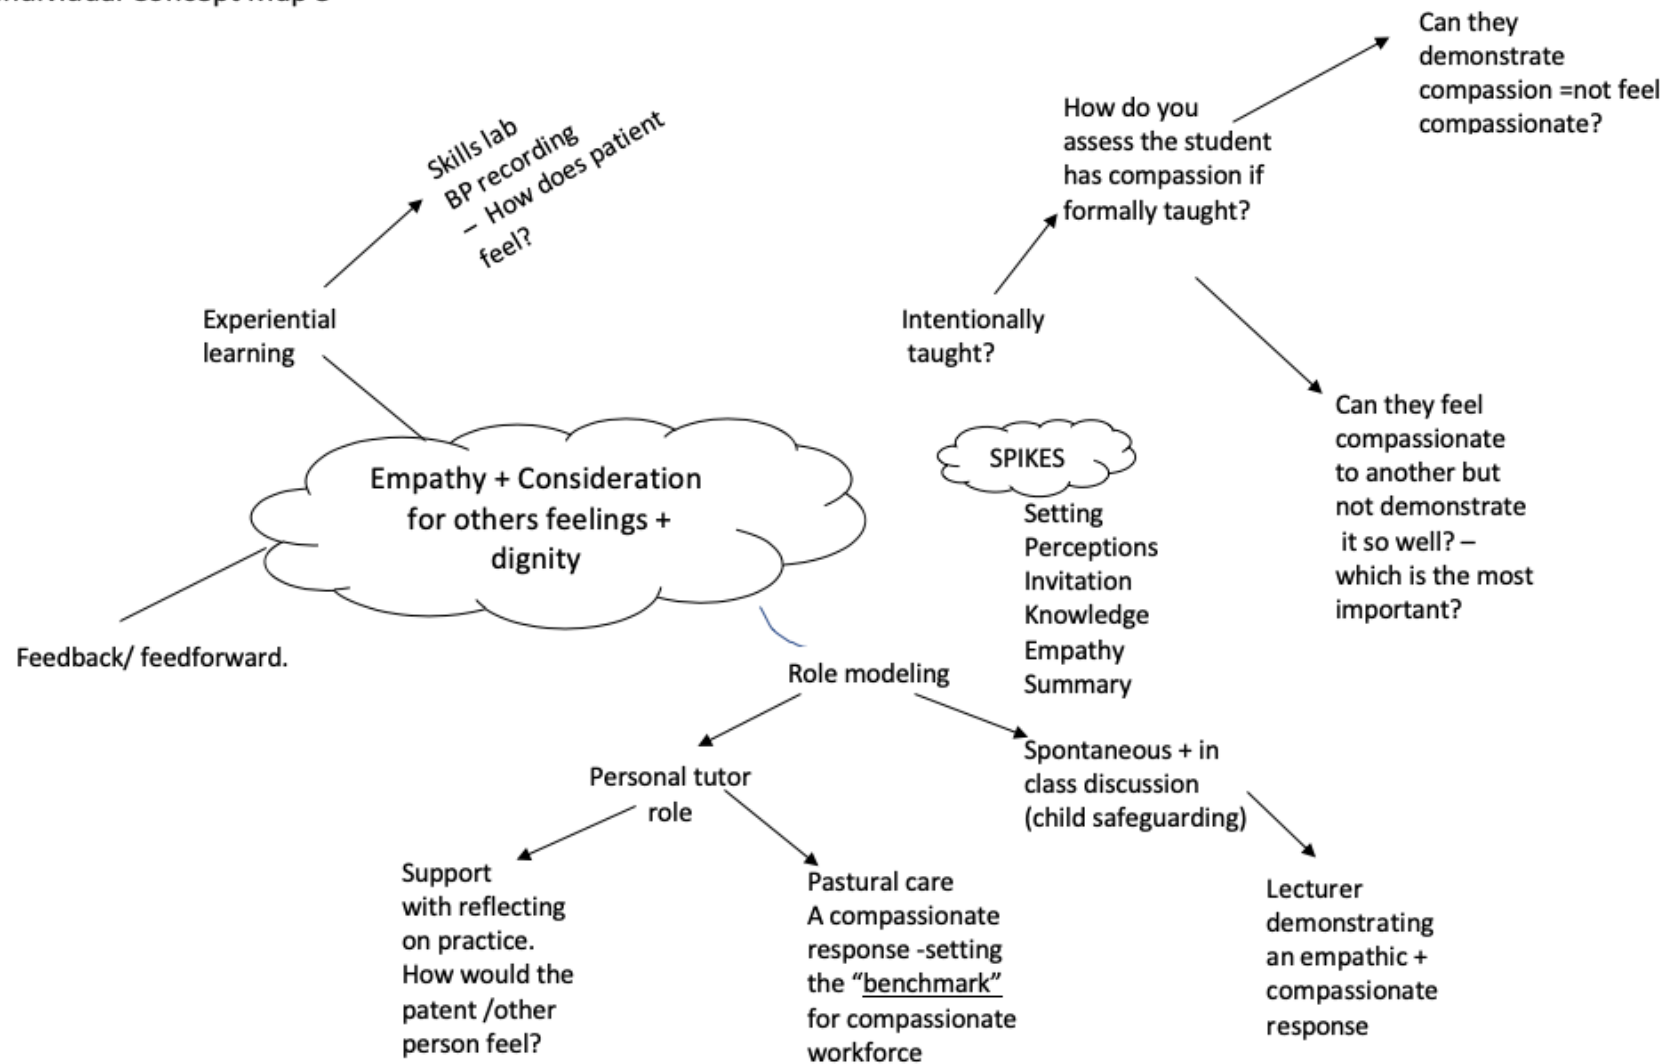 Can they
demonstrate
compassion =not feel
compassionate?
How do you
assess the student
has compassion if
formally taught?
Skills lab
BP recording
– How does patient
feel?
Experiential
learning
Intentionally
taught?
Can they feel
compassionate
to another but
not demonstrate
it so well? –
which is the most
important?
Empathy + Consideration
for others feelings +
dignity
SPIKES
Setting
Perceptions
Invitation
Knowledge
Empathy
Summary
Feedback/ feedforward.
Role modeling
Personal tutor
role
Spontaneous + in
class discussion
(child safeguarding)
Support
with reflecting
on practice.
How would the
patent /other
person feel?
Pastural care
A compassionate
response -setting
the “benchmark”
for compassionate
workforce
Lecturer
demonstrating
an empathic +
compassionate
response